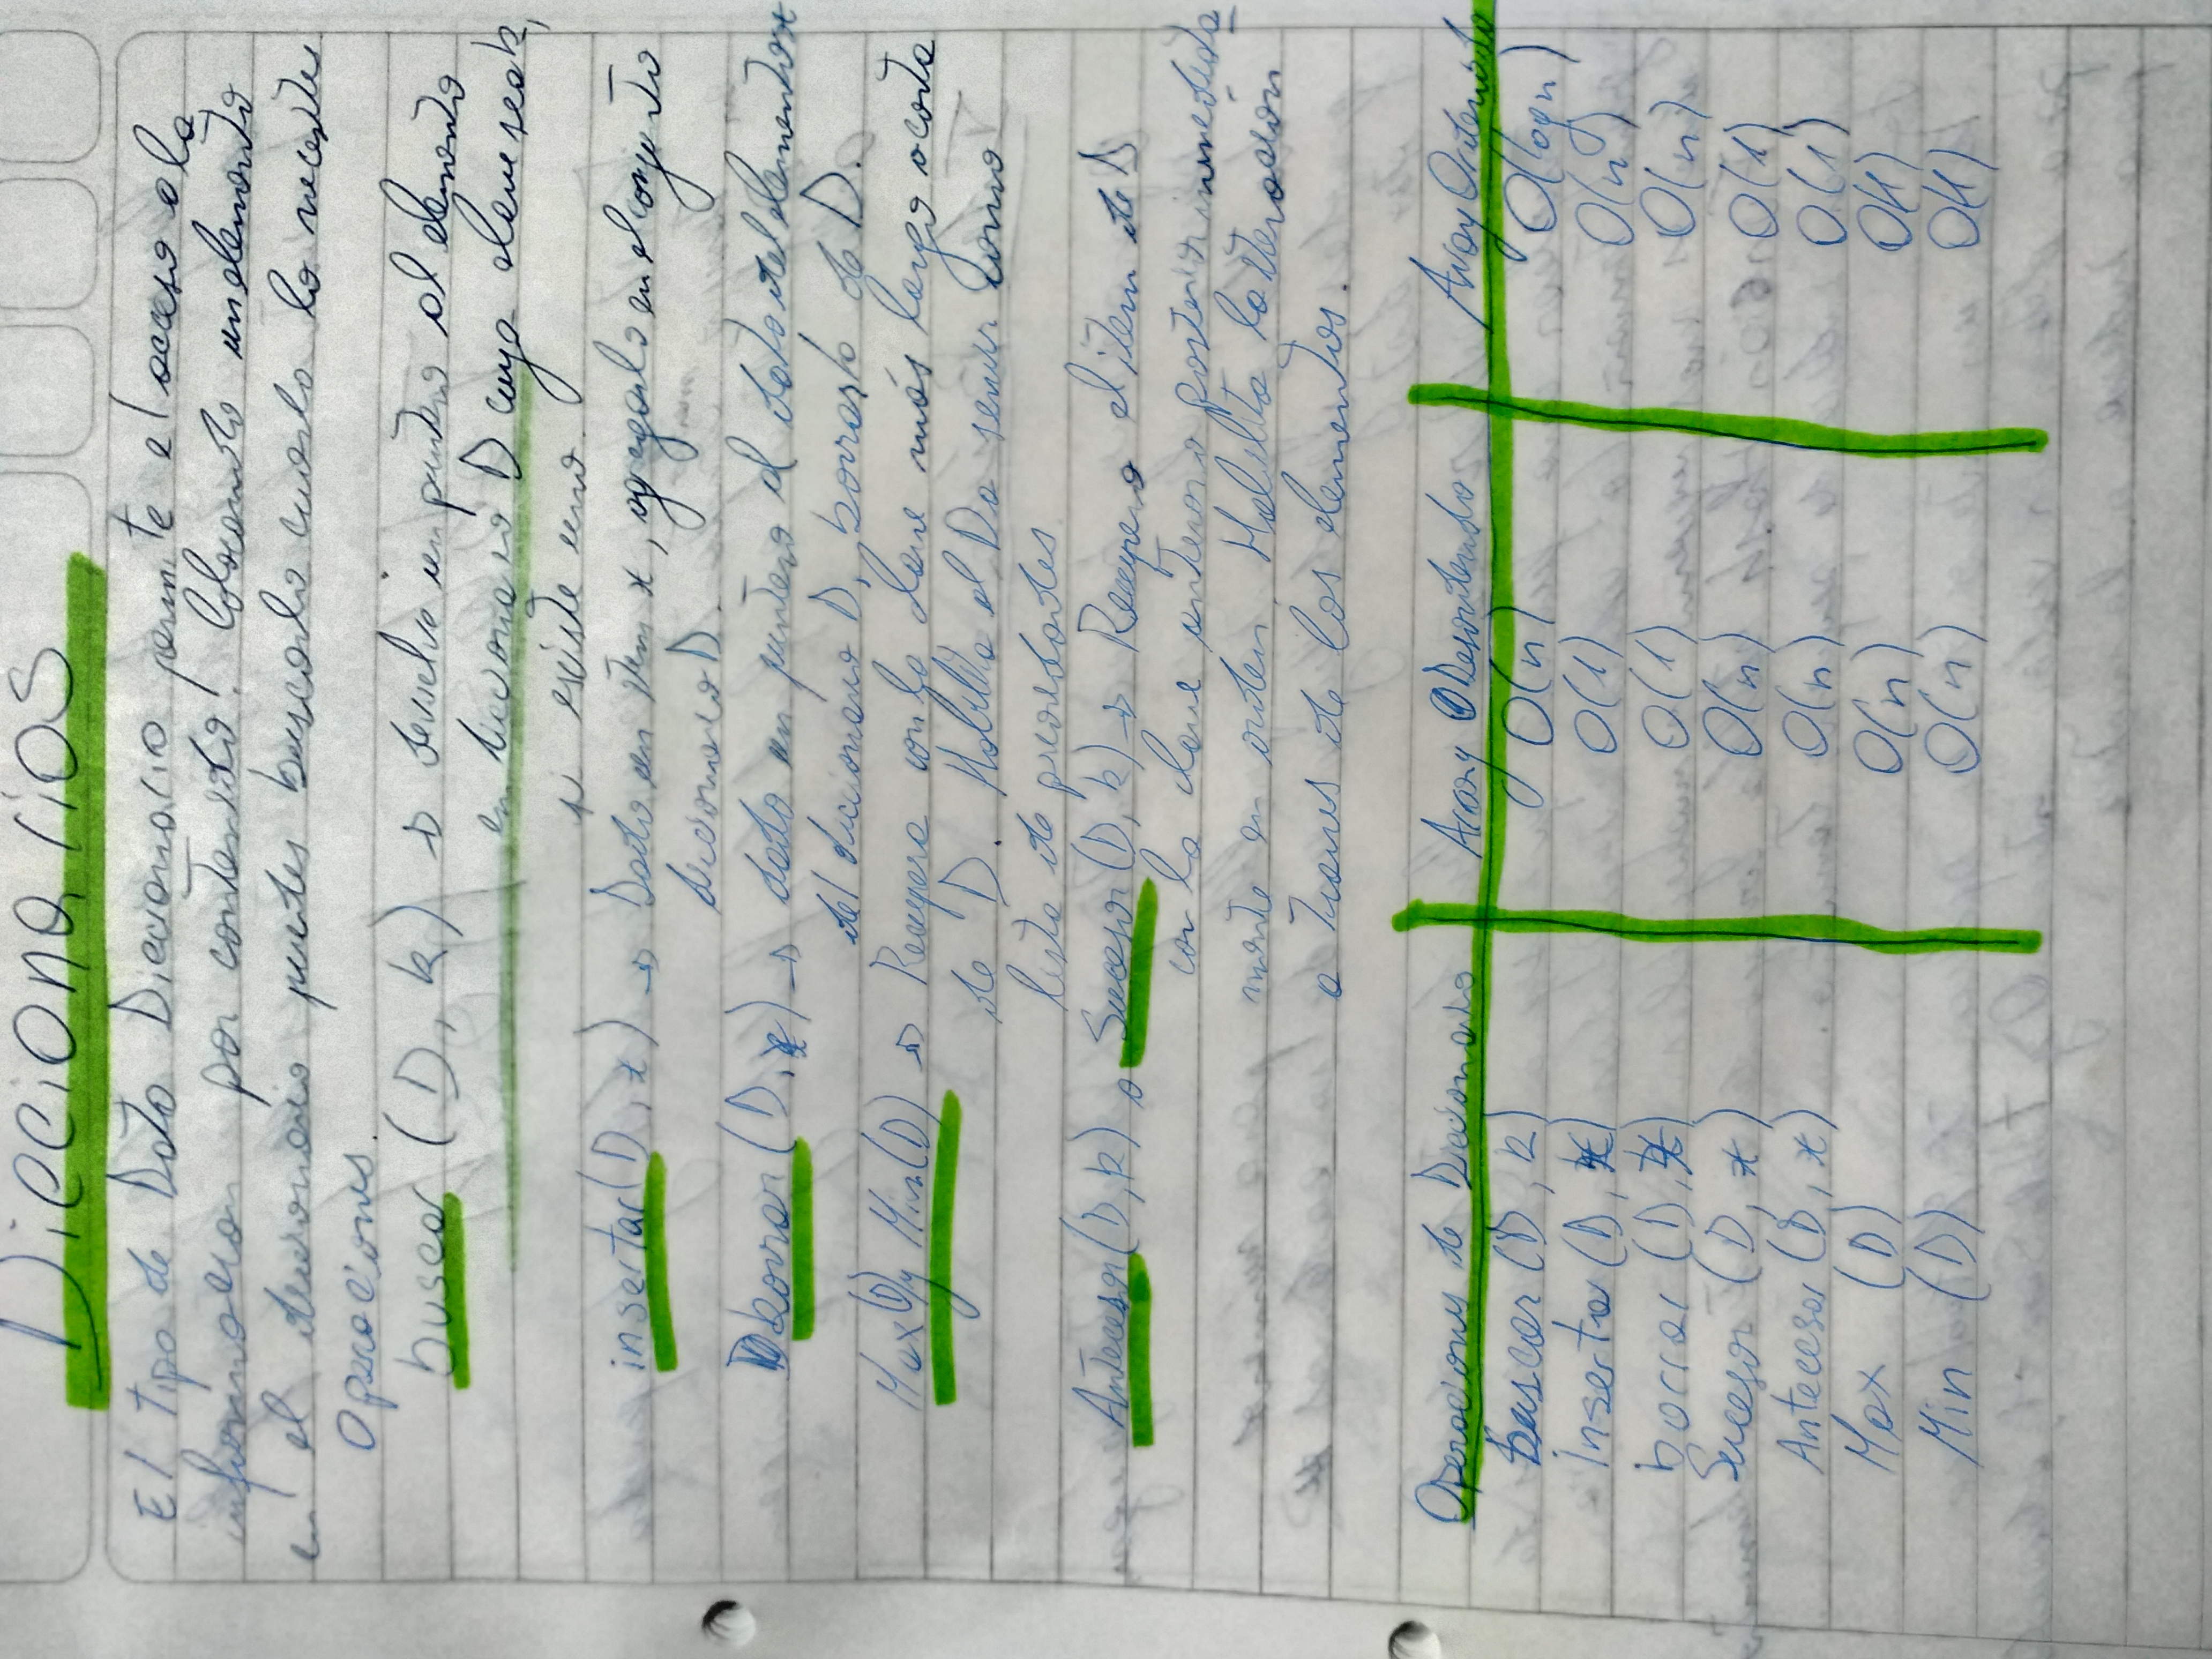 Diccionarios
El tipo de Dato Diccionario permite el acceso a la
información por contenido. Colocando un elemento
en el diccionario puedes buscarlo cuando lo necesites
Operaciones.
buscar (D, k) → devuelve un puntero al elemento
en diccionario D cuya clave sea k,
si existe uno.
insertar (D, x) → Dado un item x, agregarlo en el conjunto
diccionario D.
borrar (D, x) → dado un puntero al dato del elemento x
del diccionario D, borrarlo de D.
Max(D) y Min(D) → Recupera con la clave más larga o corta
de D. Habilita el D a servir como
lista de prioridades
Antecesor (D, k) o Sucesor (D, k) → Recupera el item de D
con la clave anterior o posterior inmediata
mente en orden. Habilita la iteración
a traves de los elementos.
Operaciones de Diccionario Array Desordenado Array Ordenado
Buscar (D, k) O(n) O(logn)
Insertar (D, x) O(1) O(n)
borrar (D, x) O(1) O(n)
Sucesor (D, x) O(n) O(1)
Antecesor (D, x) O(n) O(1)
Max (D) O(n) O(1)
Min (D) O(n) O(1)